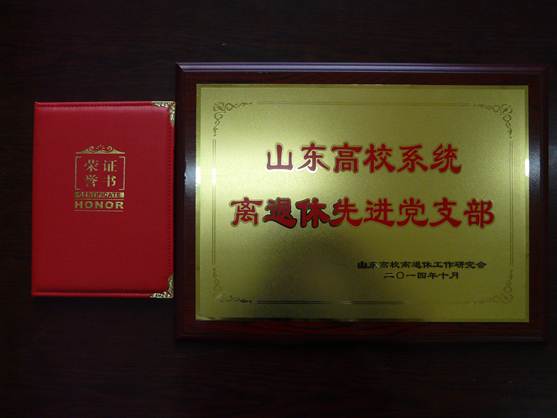 荣证
誉书
CERTIFICATE
HONOR
山东高校系统
离退休先进党支部
山东高校离退休工作研究会
二〇一四年十月